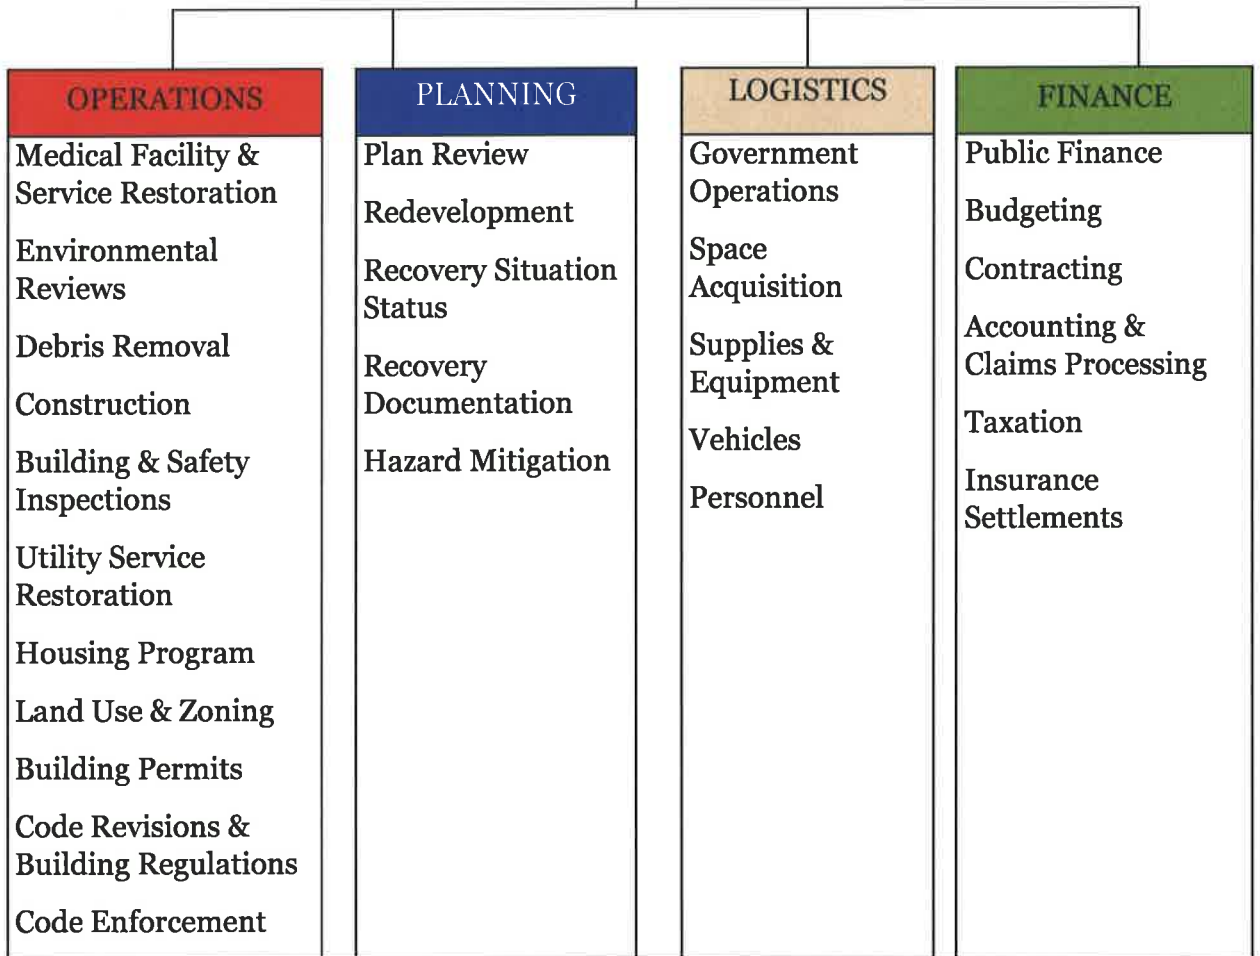 OPERATIONS
Medical Facility &
Service Restoration
Environmental
Reviews
Debris Removal
Construction
Building & Safety
Inspections
Utility Service
Restoration
Housing Program
Land Use & Zoning
Building Permits
Code Revisions &
Building Regulations
Code Enforcement
PLANNING
Plan Review
Redevelopment
Recovery Situation
Status
Recovery
Documentation
Hazard Mitigation
LOGISTICS
Government
Operations
Space
Acquisition
Supplies &
Equipment
Vehicles
Personnel
FINANCE
Public Finance
Budgeting
Contracting
Accounting &
Claims Processing
Taxation
Insurance
Settlements